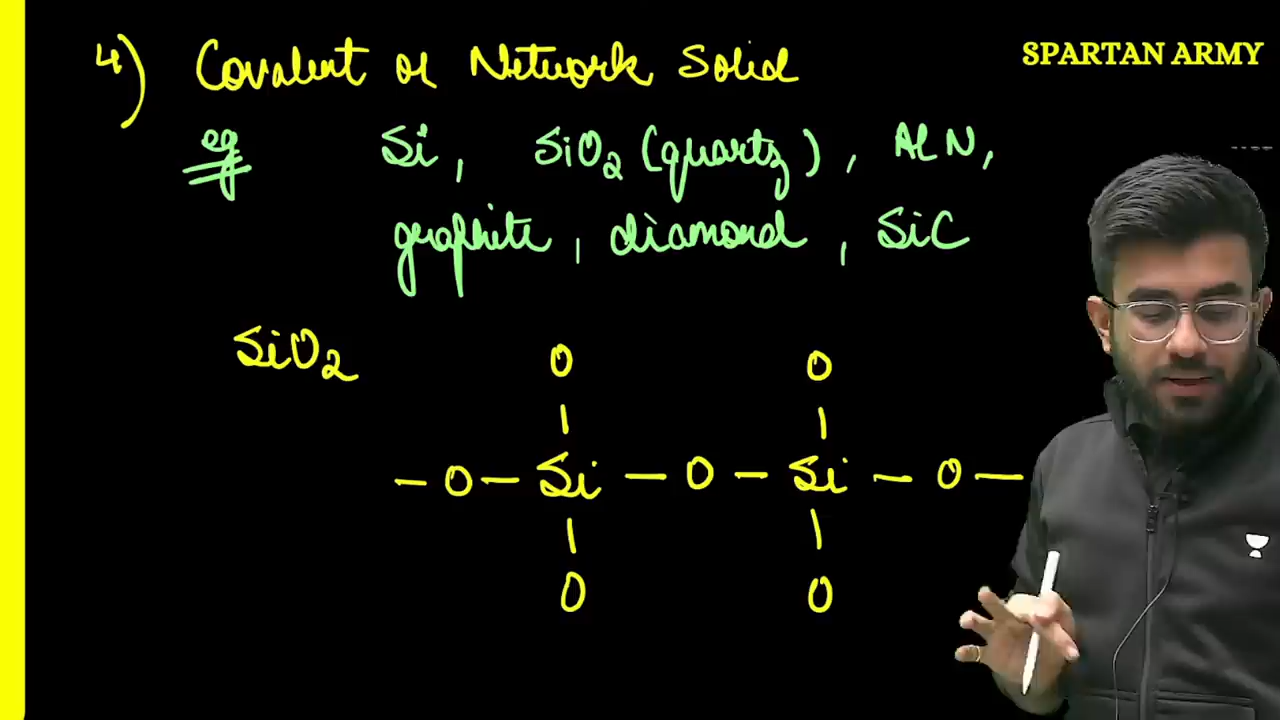 4) Covalent or Network Solid
SPARTAN ARMY
eg Si, SiO2 (quartz), AlN,
graphite, diamond, SiC
SiO2
O O
| |
– O – Si – O – Si – O –
| |
O O